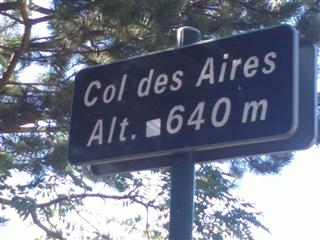 Col des Aires
Alt. 640 m